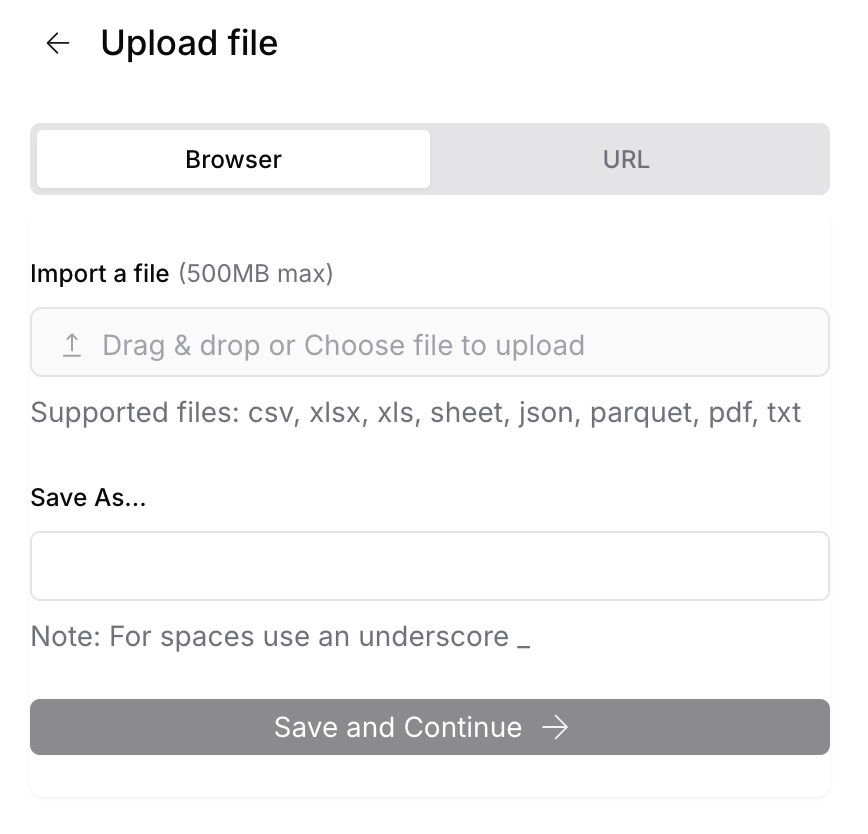 Upload file
Browser
URL
Import a file (500MB max)
Drag & drop or Choose file to upload
Supported files: csv, xlsx, xls, sheet, json, parquet, pdf, txt
Save As...
Note: For spaces use an underscore _
Save and Continue